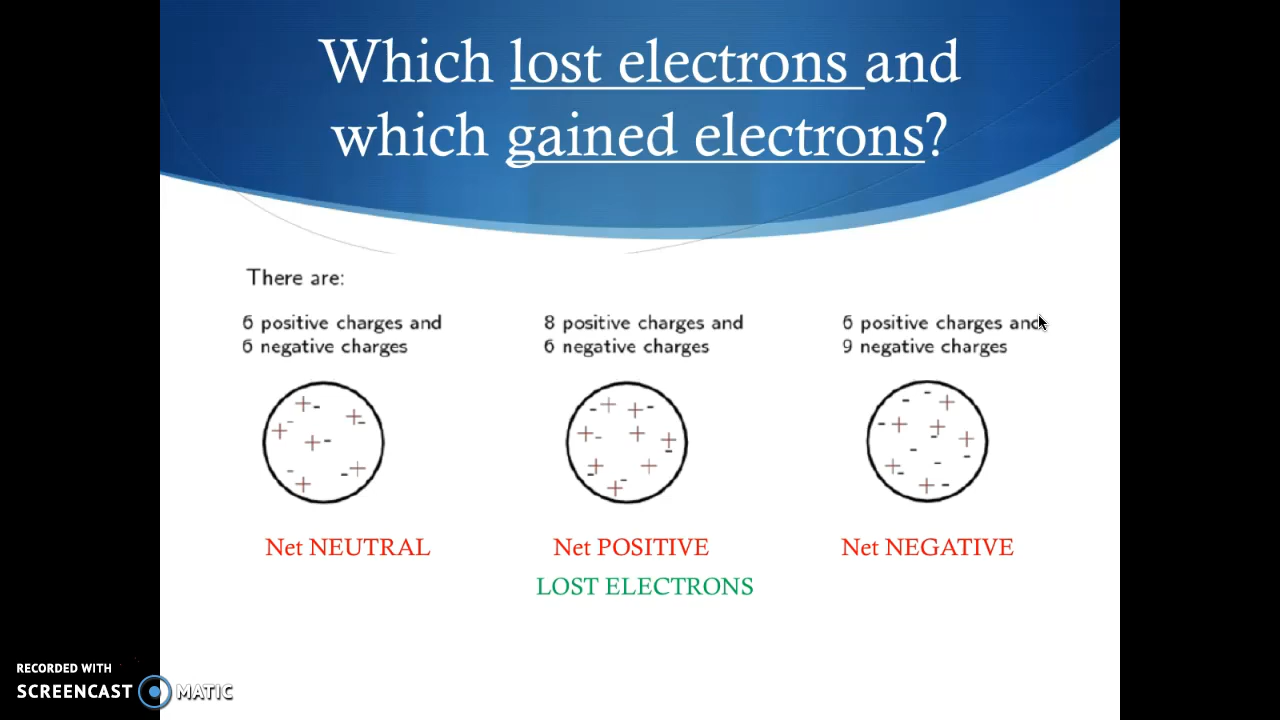 Which lost electrons and
which gained electrons?
There are:
6 positive charges and
6 negative charges
8 positive charges and
6 negative charges
6 positive charges and
9 negative charges
Net NEUTRAL
Net POSITIVE
Net NEGATIVE
LOST ELECTRONS
RECORDED WITH
SCREENCAST MATIC